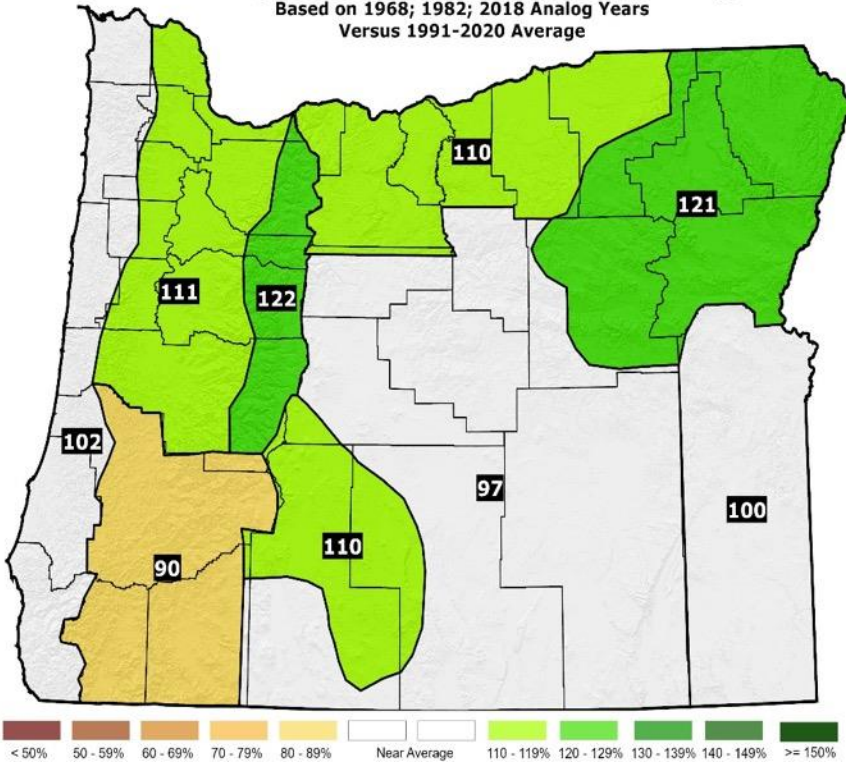 Based on 1968; 1982; 2018 Analog Years
Versus 1991-2020 Average
110
121
111
122
102
97
100
110
90
< 50%
50 - 59%
60 - 69%
70 - 79%
80 - 89%
Near Average
110 - 119%
120 - 129%
130 - 139%
140 - 149%
>= 150%